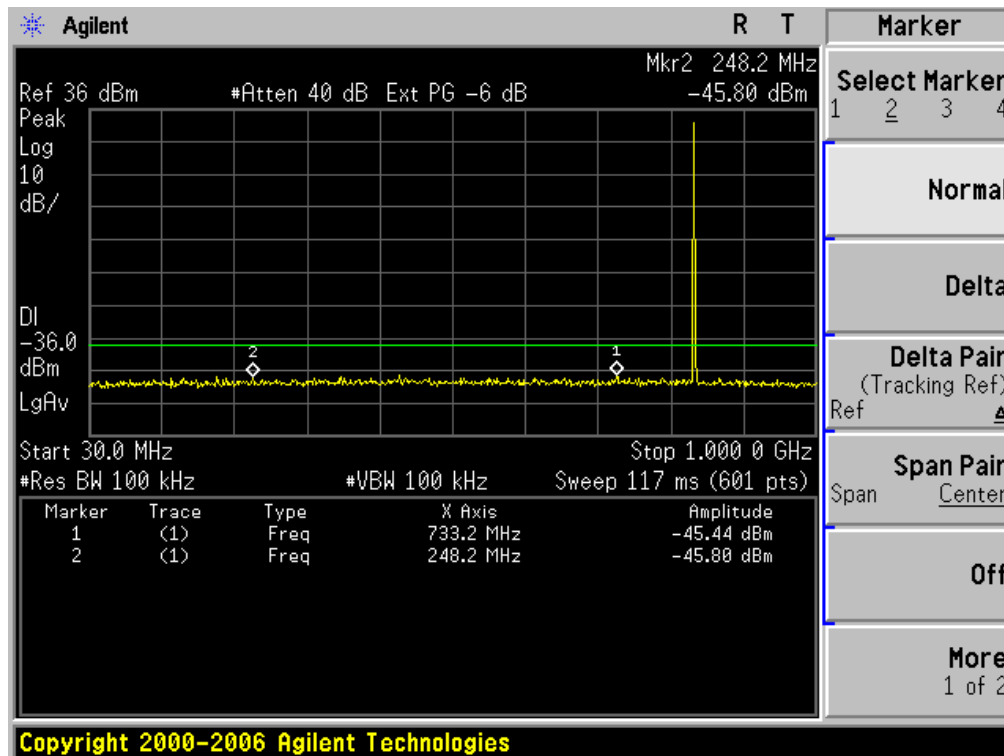 Agilent R T
Mkr2 248.2 MHz
Ref 36 dBm #Atten 40 dB Ext PG -6 dB -45.80 dBm
Peak
Log
10
dB/
DI
-36.0
dBm
LgAv
2
1
Start 30.0 MHz Stop 1.000 0 GHz
#Res BW 100 kHz #VBW 100 kHz Sweep 117 ms (601 pts)
Marker Trace Type X Axis Amplitude
1 (1) Freq 733.2 MHz -45.44 dBm
2 (1) Freq 248.2 MHz -45.80 dBm
Marker
Select Marker
1 2 3 4
Normal
Delta
Delta Pair
(Tracking Ref)
Ref Δ
Span Pair
Span Center
Off
More
1 of 2
Copyright 2000-2006 Agilent Technologies